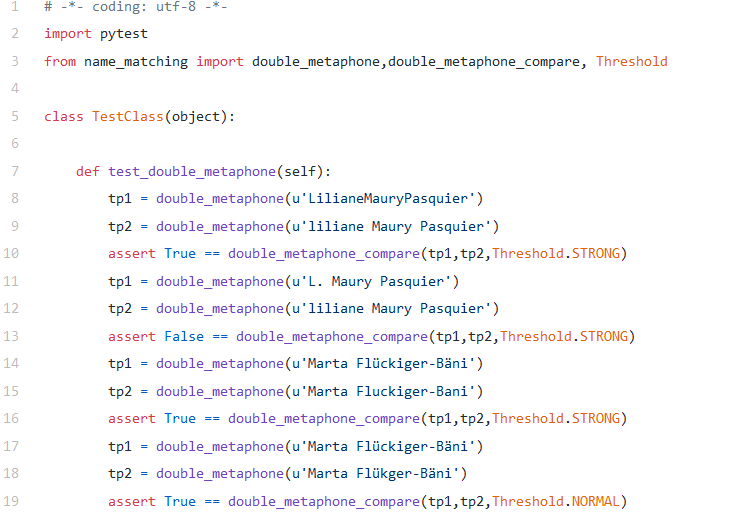 1 # -*- coding: utf-8 -*-
2 import pytest
3 from name_matching import double_metaphone,double_metaphone_compare, Threshold
4
5 class TestClass(object):
6
7 def test_double_metaphone(self):
8 tp1 = double_metaphone(u'LilianeMauryPasquier')
9 tp2 = double_metaphone(u'liliane Maury Pasquier')
10 assert True == double_metaphone_compare(tp1,tp2,Threshold.STRONG)
11 tp1 = double_metaphone(u'L. Maury Pasquier')
12 tp2 = double_metaphone(u'liliane Maury Pasquier')
13 assert False == double_metaphone_compare(tp1,tp2,Threshold.STRONG)
14 tp1 = double_metaphone(u'Marta Flückiger-Bäni')
15 tp2 = double_metaphone(u'Marta Fluckiger-Bani')
16 assert True == double_metaphone_compare(tp1,tp2,Threshold.STRONG)
17 tp1 = double_metaphone(u'Marta Flückiger-Bäni')
18 tp2 = double_metaphone(u'Marta Flükger-Bäni')
19 assert True == double_metaphone_compare(tp1,tp2,Threshold.NORMAL)